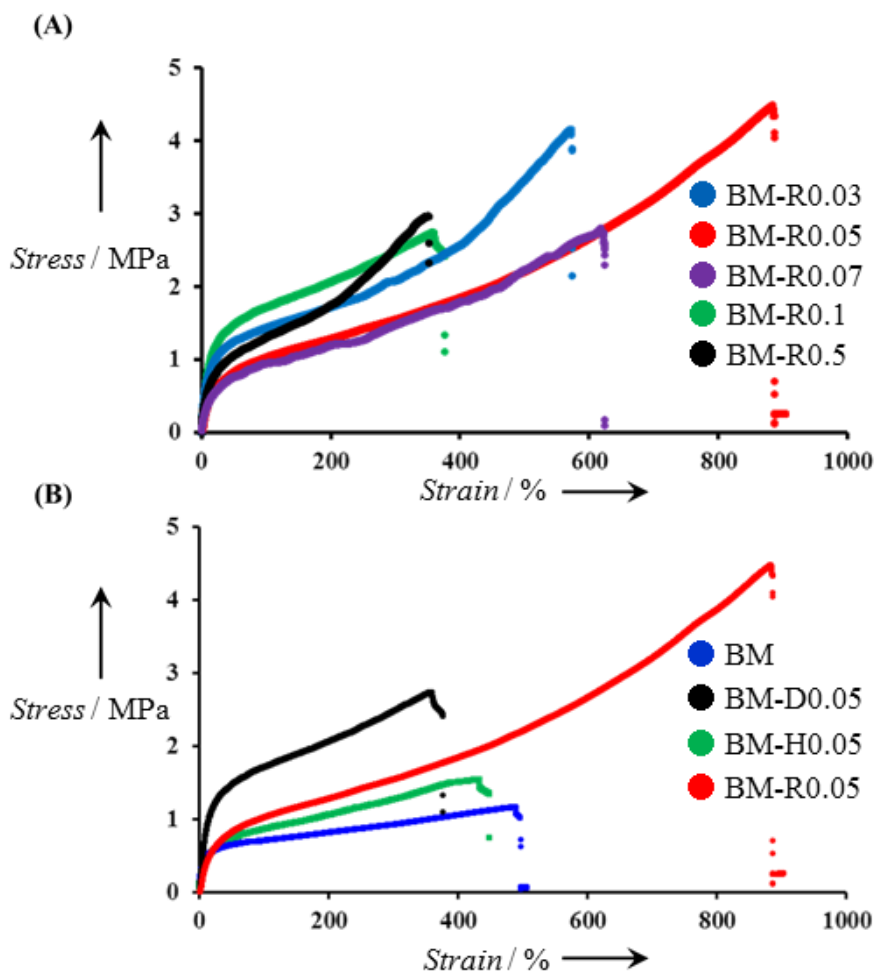 (A)
5
4
3
2
1
0
Stress / MPa
BM-R0.03
BM-R0.05
BM-R0.07
BM-R0.1
BM-R0.5
0 200 400 600 800 1000
Strain / %
(B)
5
4
3
2
1
0
Stress / MPa
BM
BM-D0.05
BM-H0.05
BM-R0.05
0 200 400 600 800 1000
Strain / %